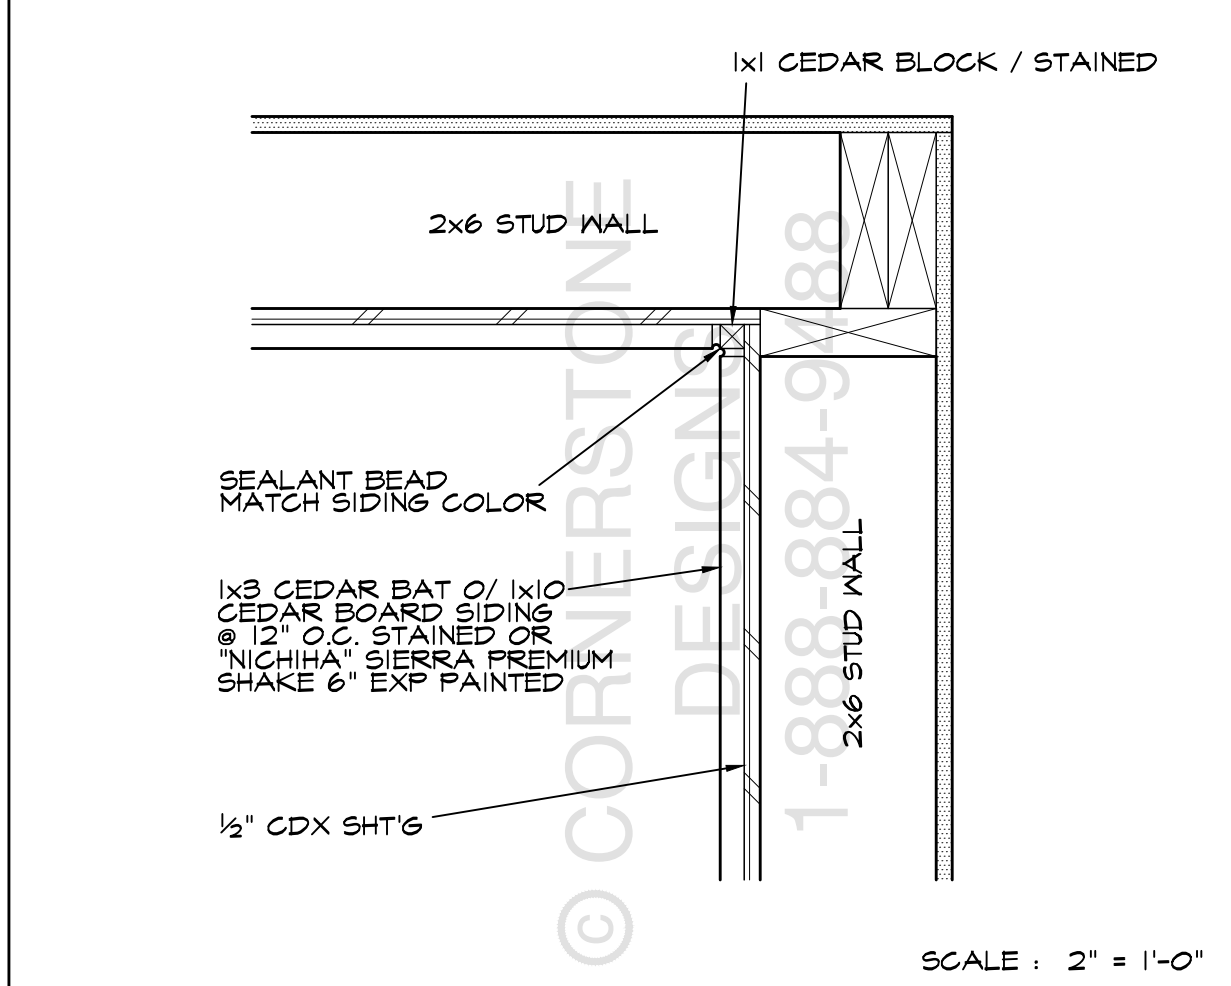 1x1 CEDAR BLOCK / STAINED
2x6 STUD WALL
SEALANT BEAD
MATCH SIDING COLOR
1x3 CEDAR BAT O/ 1x10
CEDAR BOARD SIDING
@ 12" O.C. STAINED OR
"NICHIHA" SIERRA PREMIUM
SHAKE 6" EXP PAINTED
2x6 STUD WALL
½" CDX SHT'G
© CORNERSTONE
DESIGNS
1-888-884-9488
SCALE : 2" = 1'-0"